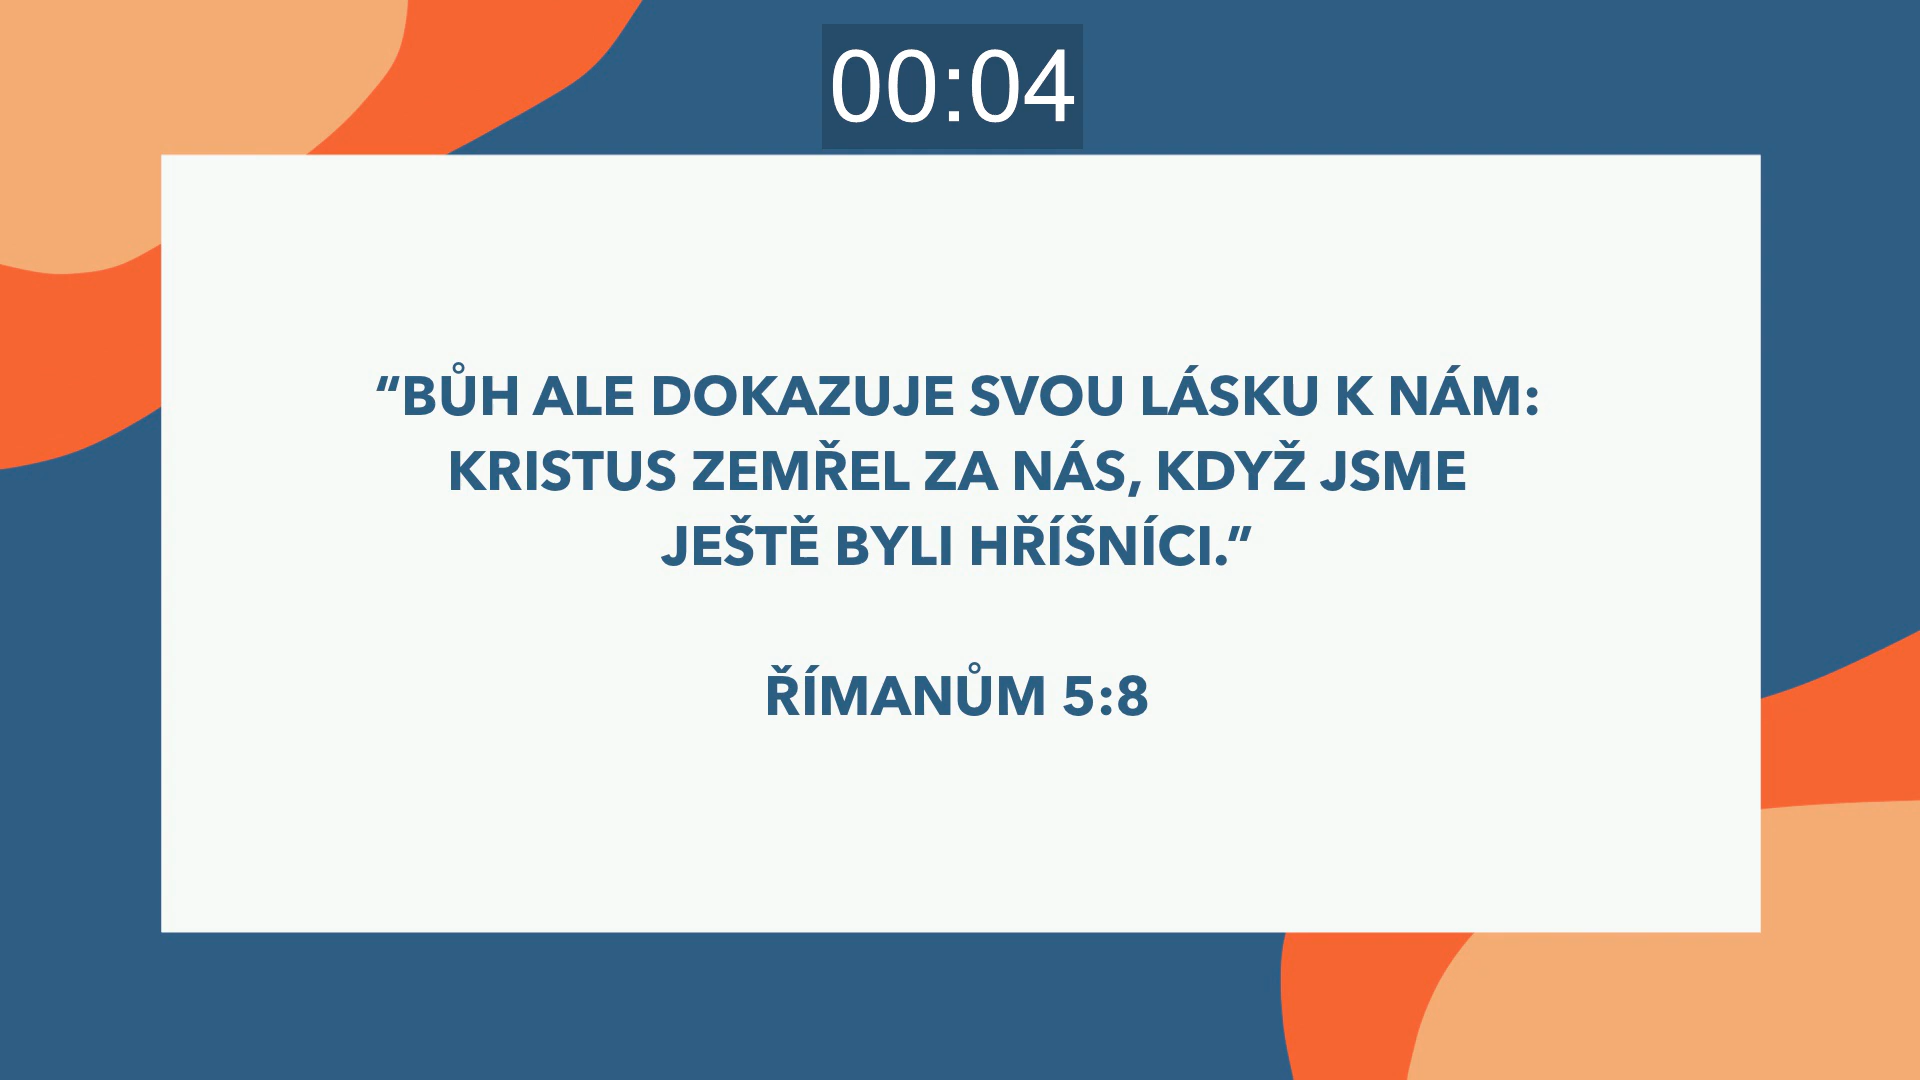 00:04
“BŮH ALE DOKAZUJE SVOU LÁSKU K NÁM:
KRISTUS ZEMŘEL ZA NÁS, KDYŽ JSME
JEŠTĚ BYLI HŘÍŠNÍCI.”
ŘÍMANŮM 5:8